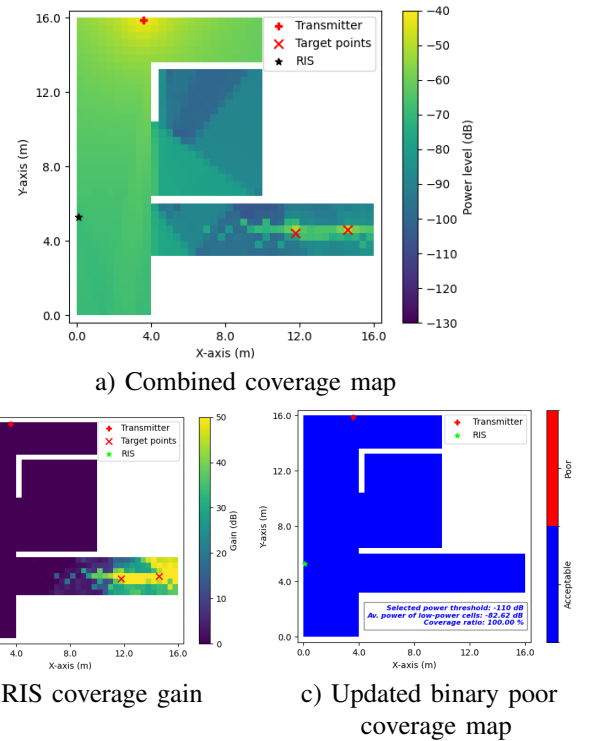 16.0
12.0
8.0
4.0
0.0
Y-axis (m)
0.0 4.0 8.0 12.0 16.0
X-axis (m)
Transmitter
Target points
RIS
−40
−50
−60
−70
−80
−90
−100
−110
−120
−130
Power level (dB)
a) Combined coverage map
4.0 8.0 12.0 16.0
X-axis (m)
Transmitter
Target points
RIS
50
40
30
20
10
0
Gain (dB)
RIS coverage gain
16.0
12.0
8.0
4.0
0.0
Y-axis (m)
0.0 4.0 8.0 12.0 16.0
X-axis (m)
Transmitter
RIS
Selected power threshold: -110 dB
Av. power of low-power cells: -82.62 dB
Coverage ratio: 100.00 %
Poor
Acceptable
c) Updated binary poor
coverage map